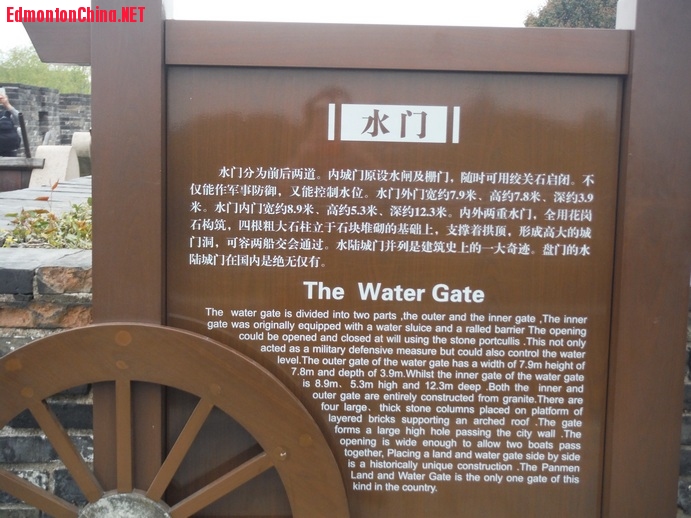 EdmontonChina.NET
水门
水门分为前后两道。内城门原设水闸及栅门，随时可用绞关石启闭。不
仅能作军事防御，又能控制水位。水门外门宽约7.9米、高约7.8米、深约3.9
米。水门内门宽约8.9米、高约5.3米、深约12.3米。内外两重水门，全用花岗
石构筑，四根粗大石柱立于石块堆砌的基础上，支撑着拱顶，形成高大的城
门洞，可容两船交会通过。水陆城门并列是建筑史上的一大奇迹。盘门的水
陆城门在国内是绝无仅有。
The Water Gate
The water gate is divided into two parts ,the outer and the inner gate ,The inner
gate was originally equipped with a water sluice and a ralled barrier The opening
could be opened and closed at will using the stone portcullis .This not only
acted as a military defensive measure but could also control the water
level.The outer gate of the water gate has a width of 7.9m height of
7.8m and depth of 3.9m.Whilst the inner gate of the water gate
is 8.9m、5.3m high and 12.3m deep .Both the inner and
outer gate are entirely constructed from granite.There are
four large、thick stone columns placed on platform of
layered bricks supporting an arched roof .The gate
forms a large high hole passing the city wall .The
opening is wide enough to allow two boats pass
together, Placing a land and water gate side by side
is a historically unique construction .The Panmen
Land and Water Gate is the only one gate of this
kind in the country.